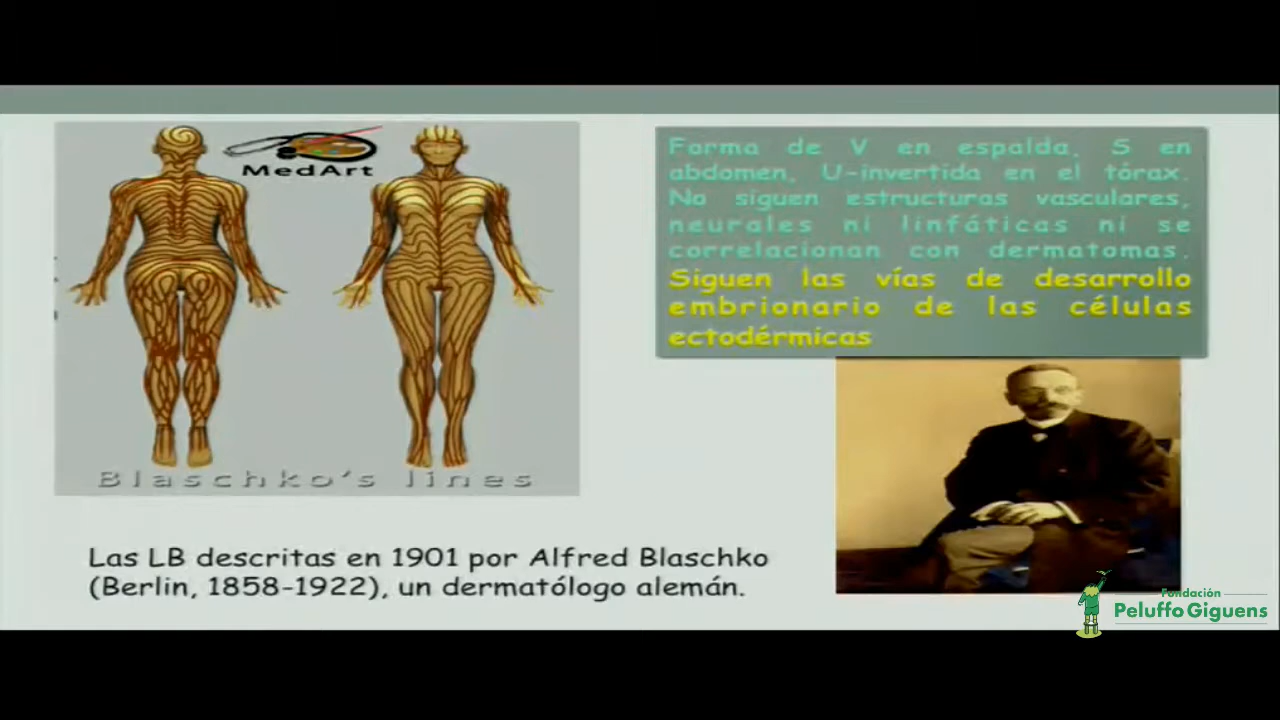 MedArt
Blaschko's lines
Forma de V en espalda, S en
abdomen, U-invertida en el tórax.
No siguen estructuras vasculares,
neurales ni linfáticas ni se
correlacionan con dermatomas.
Siguen las vías de desarrollo
embrionario de las células
ectodérmicas
Las LB descritas en 1901 por Alfred Blaschko
(Berlin, 1858-1922), un dermatólogo alemán.
Fundación
Peluffo Giguens